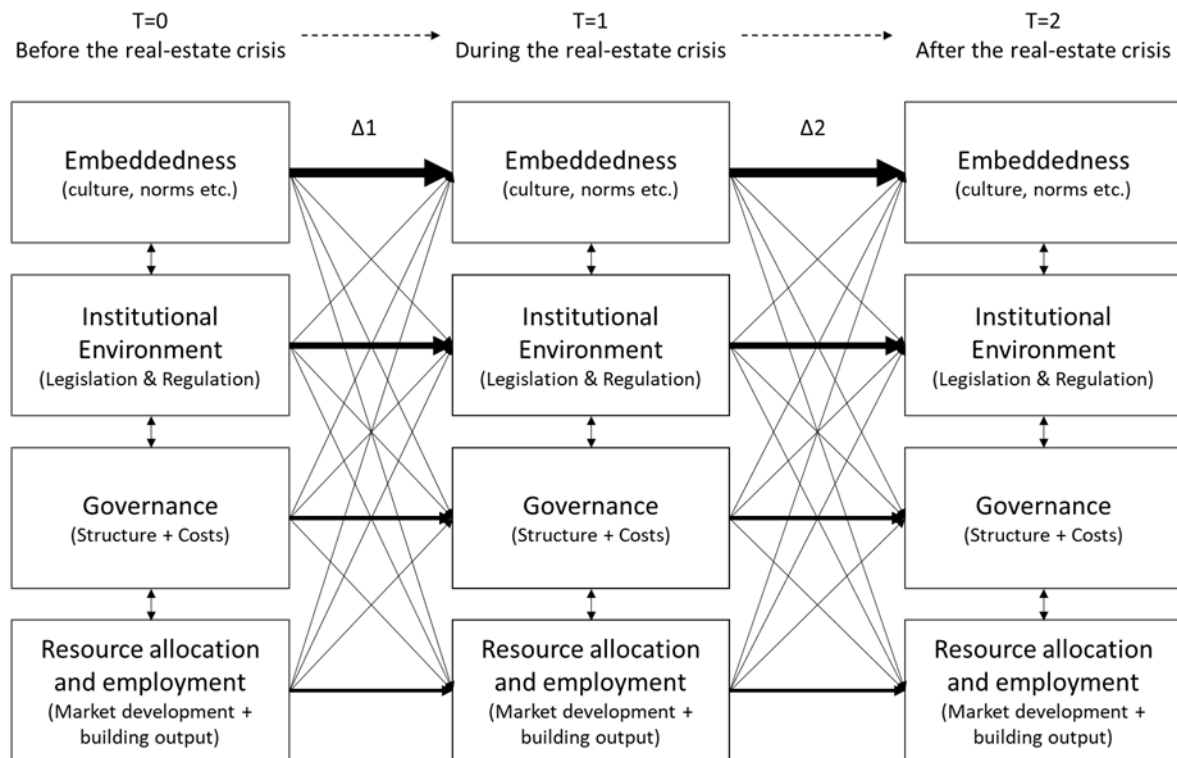 T=0
Before the real-estate crisis
T=1
During the real-estate crisis
T=2
After the real-estate crisis
Δ1
Δ2
Embeddedness
(culture, norms etc.)
Embeddedness
(culture, norms etc.)
Embeddedness
(culture, norms etc.)
Institutional
Environment
(Legislation & Regulation)
Institutional
Environment
(Legislation & Regulation)
Institutional
Environment
(Legislation & Regulation)
Governance
(Structure + Costs)
Governance
(Structure + Costs)
Governance
(Structure + Costs)
Resource allocation
and employment
(Market development +
building output)
Resource allocation
and employment
(Market development +
building output)
Resource allocation
and employment
(Market development +
building output)